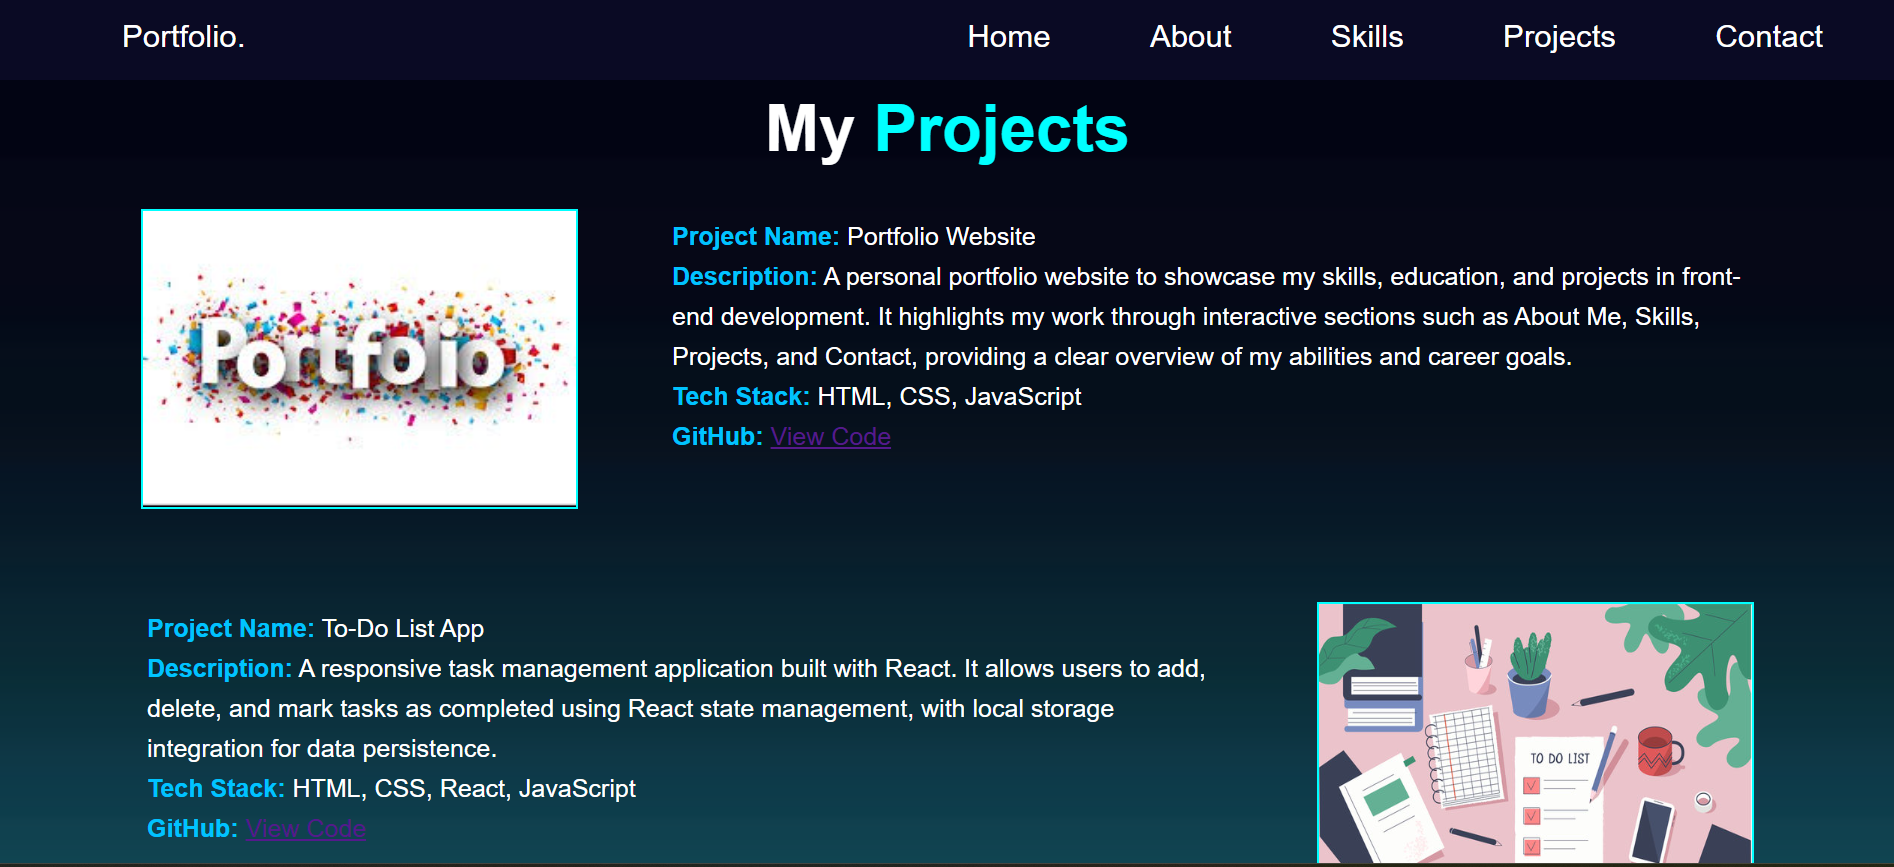 Portfolio.
Home About Skills Projects Contact
My Projects
Portfolio
Project Name: Portfolio Website
Description: A personal portfolio website to showcase my skills, education, and projects in front-
end development. It highlights my work through interactive sections such as About Me, Skills,
Projects, and Contact, providing a clear overview of my abilities and career goals.
Tech Stack: HTML, CSS, JavaScript
GitHub: View Code
Project Name: To-Do List App
Description: A responsive task management application built with React. It allows users to add,
delete, and mark tasks as completed using React state management, with local storage
integration for data persistence.
Tech Stack: HTML, CSS, React, JavaScript
GitHub: View Code
TO DO LIST